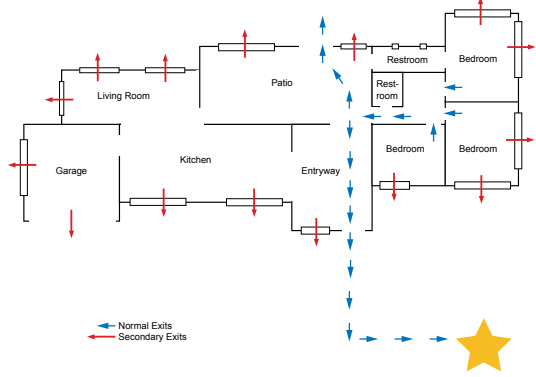 Restroom
Bedroom
Patio
Rest-
room
Living Room
Kitchen
Garage
Entryway
Bedroom
Bedroom
Normal Exits
Secondary Exits